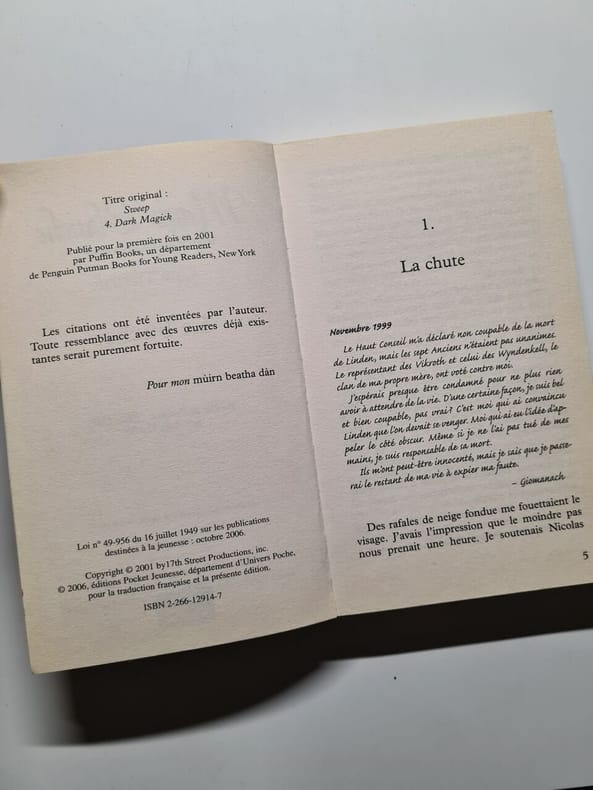 Titre original :
Sweep
4. Dark Magick
Publié pour la première fois en 2001
par Puffin Books, un département
de Penguin Putman Books for Young Readers, New York
Les citations ont été inventées par l'auteur.
Toute ressemblance avec des œuvres déjà exis-
tantes serait purement fortuite.
Pour mon mùirn beatha dàn
Loi n° 49-956 du 16 juillet 1949 sur les publications
destinées à la jeunesse : octobre 2006.
Copyright © 2001 by17th Street Productions, inc.
© 2006, éditions Pocket Jeunesse, département d'Univers Poche,
pour la traduction française et la présente édition.
ISBN 2-266-12914-7
1.
La chute
Novembre 1999
Le Haut Conseil m'a déclaré non coupable de la mort
de Linden, mais les sept Anciens n'étaient pas unanimes.
Le représentant des Vikroth et celui des Wyndenkell, le
clan de ma propre mère, ont voté contre moi.
J'espérais presque être condamné pour ne plus rien
avoir à attendre de la vie. D'une certaine façon, je suis bel
et bien coupable, pas vrai ? C'est moi qui ai convaincu
Linden que l'on devait se venger. Moi qui ai eu l'idée d'ap-
peler le côté obscur. Même si je ne l'ai pas tué de mes
mains, je suis responsable de sa mort.
Ils m'ont peut-être innocenté, mais je sais que je passe-
rai le restant de ma vie à expier ma faute.
– Giomanach
Des rafales de neige fondue me fouettaient le
visage. J'avais l'impression que le moindre pas
nous prenait une heure. Je soutenais Nicolas
5